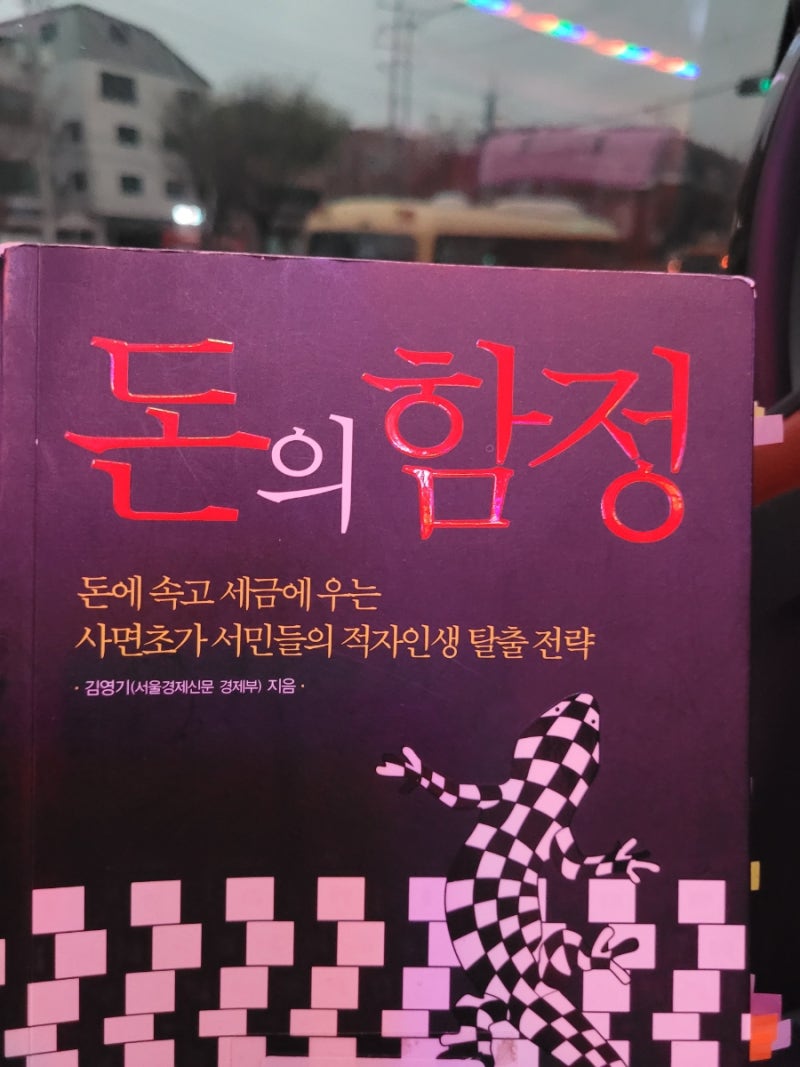 돈의 함정
돈에 속고 세금에 우는
사면초가 서민들의 적자인생 탈출 전략
· 김영기(서울경제신문 경제부) 지음 ·